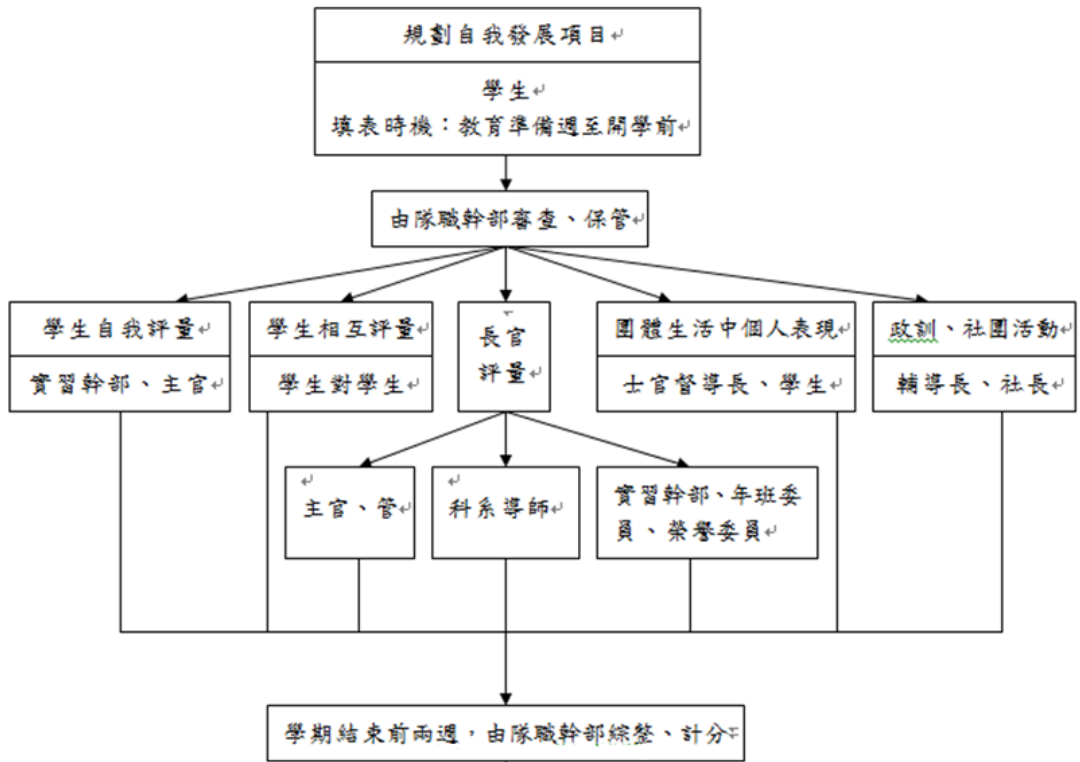 規劃自我發展項目
學生
填表時機：教育準備週至開學前
由隊職幹部審查、保管
學生自我評量
實習幹部、主官
學生相互評量
學生對學生
長官
評量
團體生活中個人表現
士官督導長、學生
政訓、社團活動
輔導長、社長
主官、管
科系導師
實習幹部、年班委
員、榮譽委員
學期結束前兩週，由隊職幹部綜整、計分